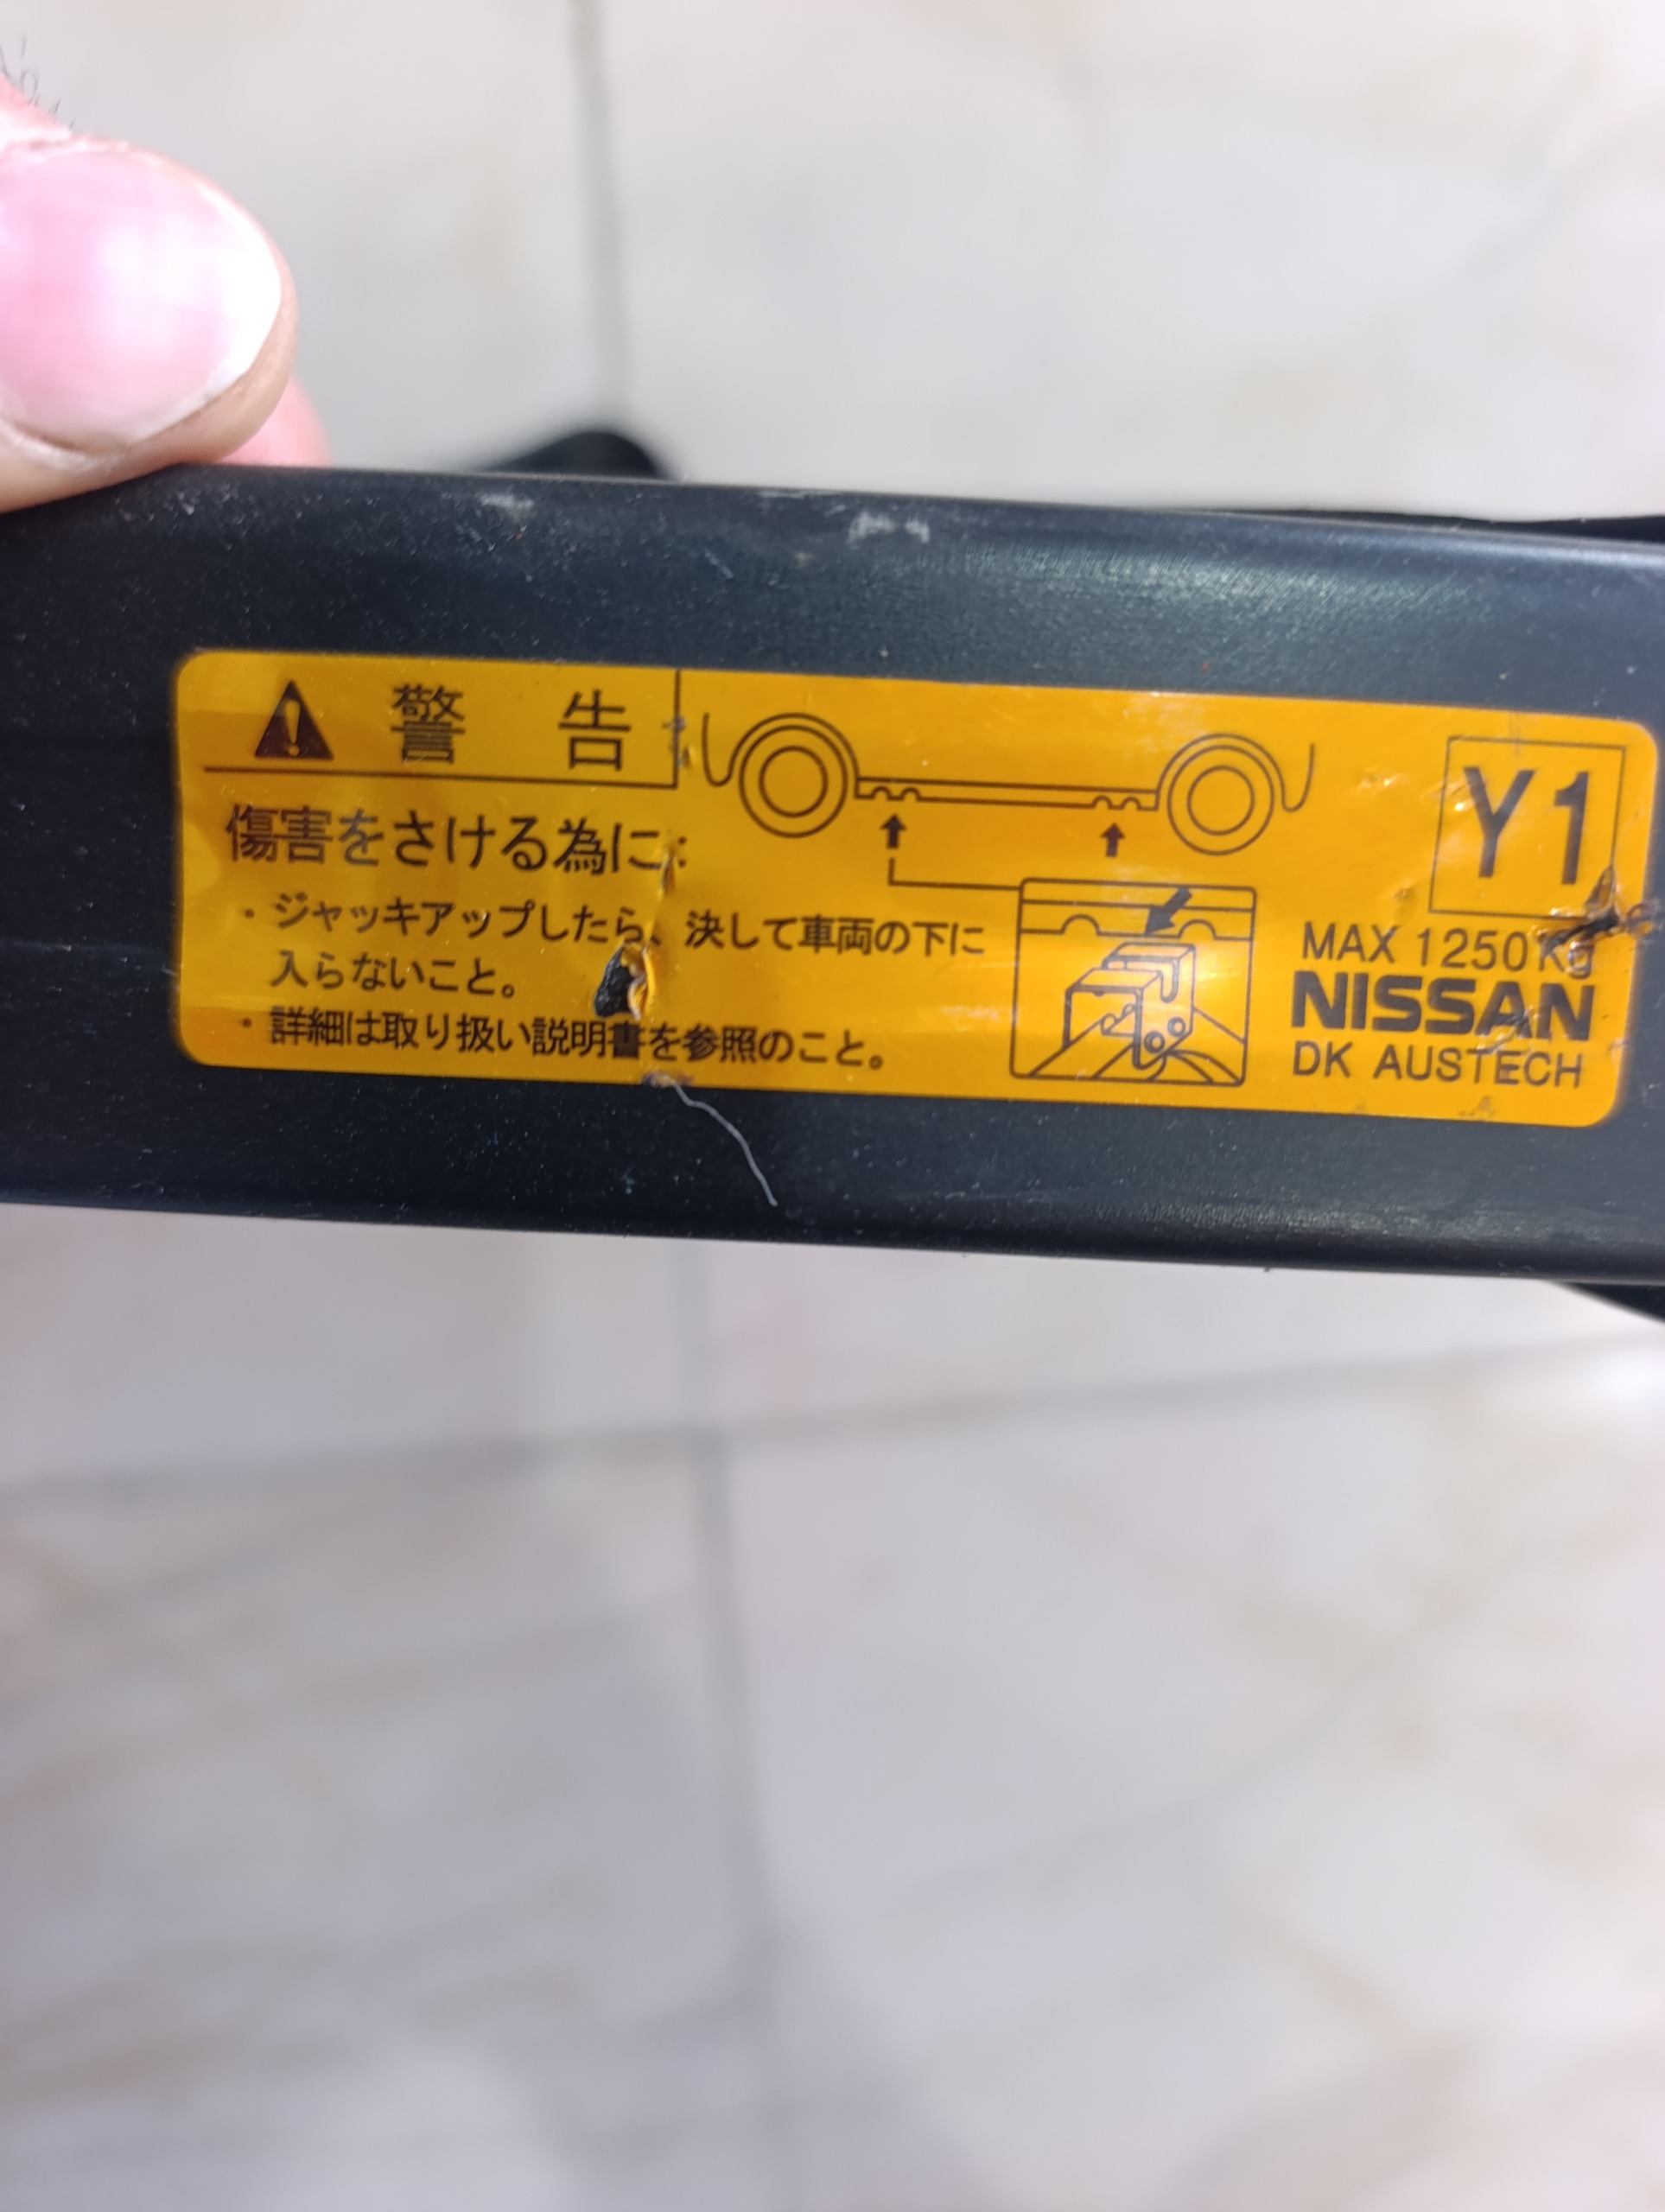 警告
傷害をさける為に:
・ジャッキアップしたら、決して車両の下に
入らないこと。
・詳細は取り扱い説明書を参照のこと。
Y1
MAX 1250Kg
NISSAN
DK AUSTECH